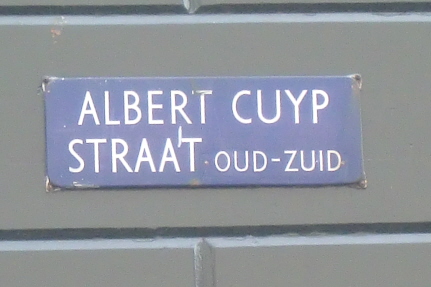 ALBERT CUYP
STRAAT OUD-ZUID